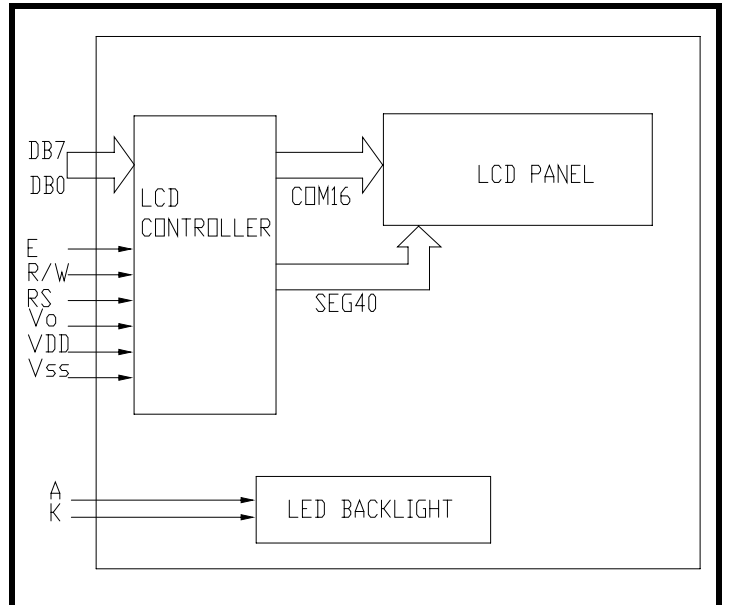 DB7
DB0
LCD
CONTROLLER
COM16
LCD PANEL
SEG40
E
R/W
RS
Vo
VDD
Vss
A
K
LED BACKLIGHT